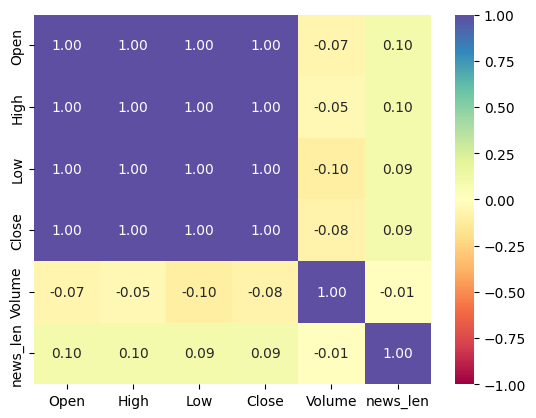 Open 1.00 1.00 1.00 1.00 -0.07 0.10
High 1.00 1.00 1.00 1.00 -0.05 0.10
Low 1.00 1.00 1.00 1.00 -0.10 0.09
Close 1.00 1.00 1.00 1.00 -0.08 0.09
Volume -0.07 -0.05 -0.10 -0.08 1.00 -0.01
news_len 0.10 0.10 0.09 0.09 -0.01 1.00
Open High Low Close Volume news_len
1.00
0.75
0.50
0.25
0.00
−0.25
−0.50
−0.75
−1.00